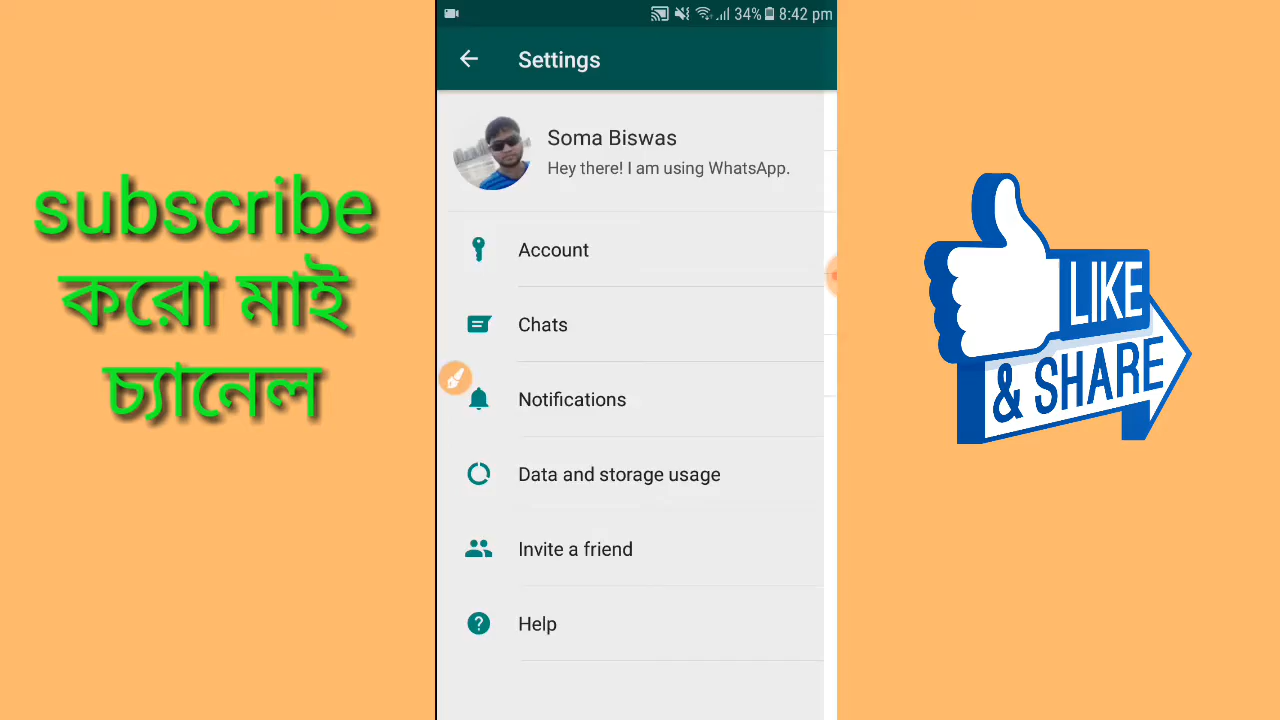 34% 8:42 pm
Settings
subscribe
করো মাই
চ্যানেল
Soma Biswas
Hey there! I am using WhatsApp.
Account
Chats
Notifications
Data and storage usage
Invite a friend
Help
LIKE
& SHARE